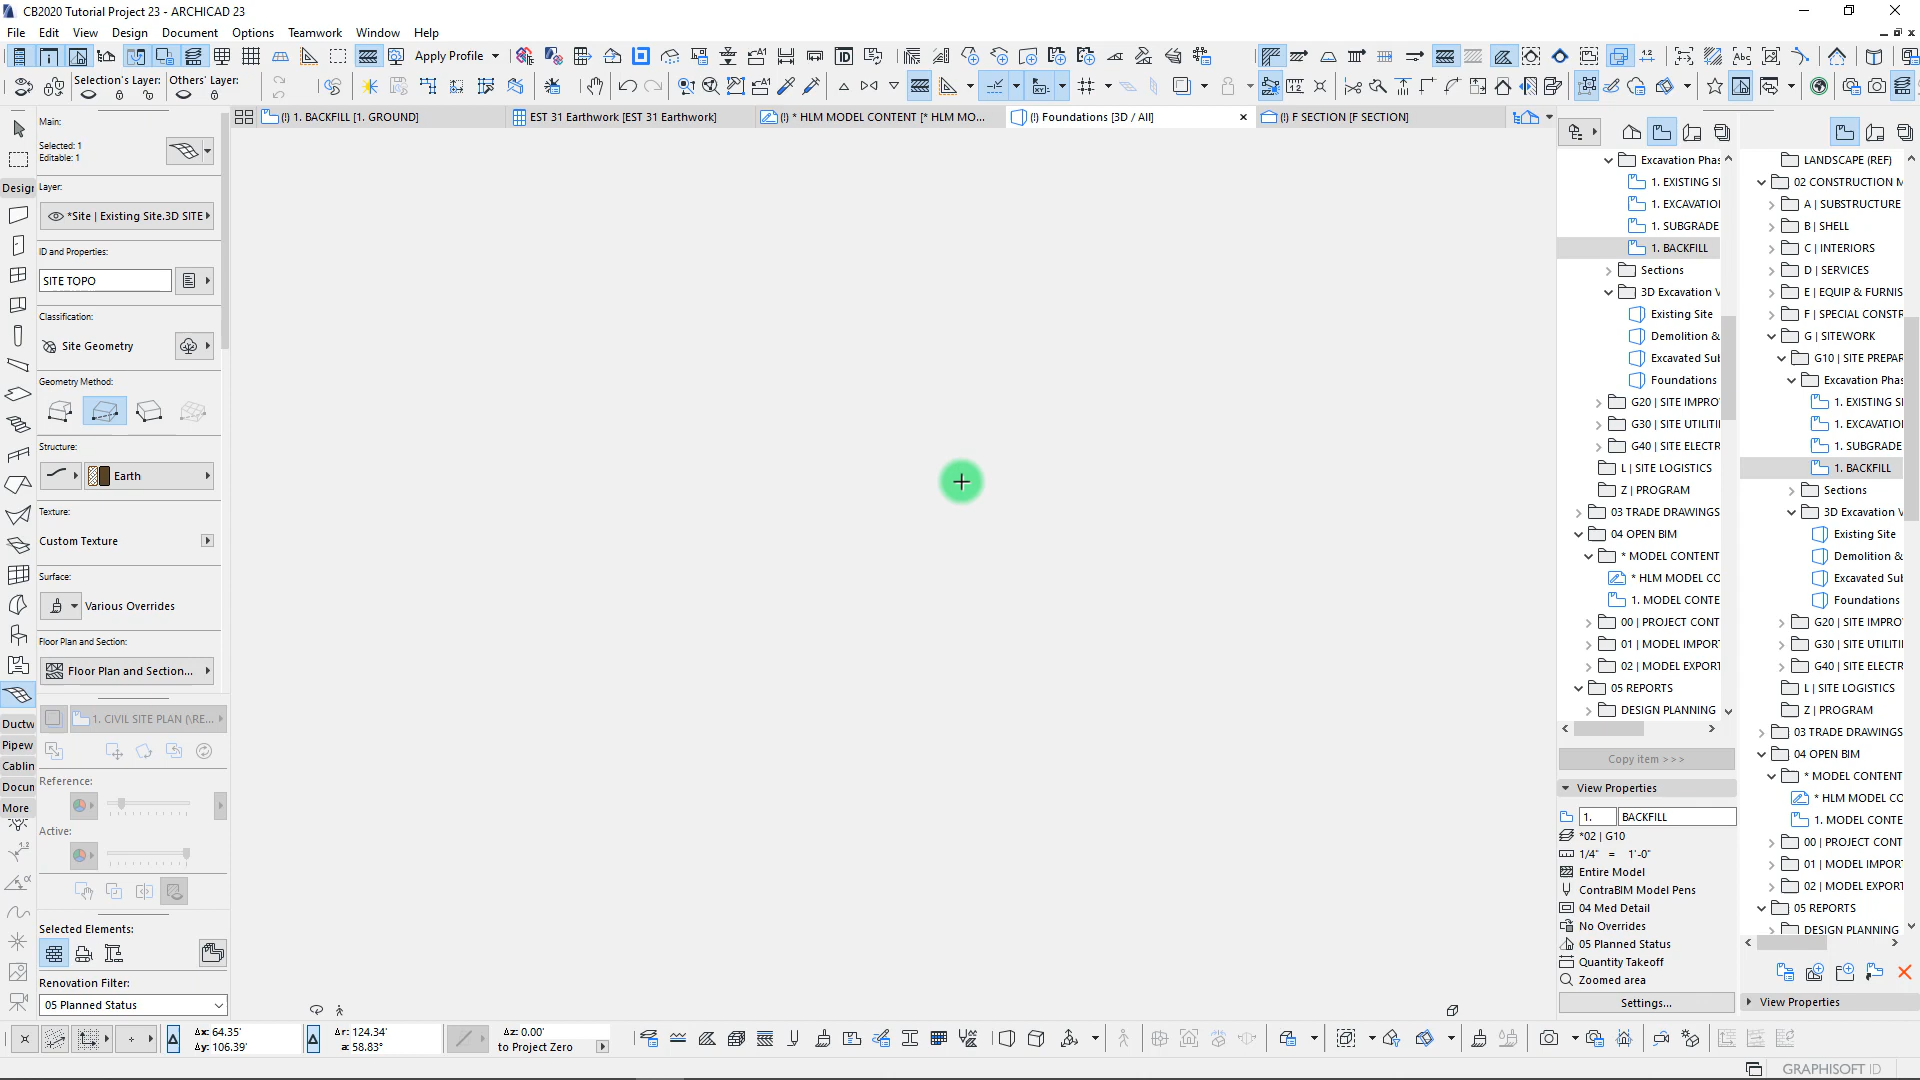 CB2020 Tutorial Project 23 - ARCHICAD 23
File Edit View Design Document Options Teamwork Window Help
Apply Profile
Selection's Layer:
Others' Layer:
(!) 1. BACKFILL [1. GROUND]
EST 31 Earthwork [EST 31 Earthwork]
(!) * HLM MODEL CONTENT [* HLM MO...
(!) Foundations [3D / All]
(!) F SECTION [F SECTION]
Main:
Selected: 1
Editable: 1
Design
Layer:
*Site | Existing Site.3D SITE
ID and Properties:
SITE TOPO
Classification:
Site Geometry
Geometry Method:
Structure:
Earth
Texture:
Custom Texture
Surface:
Various Overrides
Floor Plan and Section:
Floor Plan and Section...
Ductw
1. CIVIL SITE PLAN (\RE...
Pipew
Cablin
Docum
More
Reference:
Active:
Selected Elements:
Renovation Filter:
05 Planned Status
Δx: 64.35'
Δy: 106.39'
Δr: 124.34'
a: 58.83°
Δz: 0.00'
to Project Zero
Excavation Phas
1. EXISTING SI
1. EXCAVATIO
1. SUBGRADE
1. BACKFILL
Sections
3D Excavation V
Existing Site
Demolition &
Excavated Sub
Foundations
G20 | SITE IMPRO
G30 | SITE UTILITI
G40 | SITE ELECTR
L | SITE LOGISTICS
Z | PROGRAM
03 TRADE DRAWINGS
04 OPEN BIM
* MODEL CONTENT
* HLM MODEL CO
1. MODEL CONTE
00 | PROJECT CONT
01 | MODEL IMPORT
02 | MODEL EXPORT
05 REPORTS
DESIGN PLANNING
Copy item > > >
View Properties
1. BACKFILL
*02 | G10
1/4" = 1'-0"
Entire Model
ContraBIM Model Pens
04 Med Detail
No Overrides
05 Planned Status
Quantity Takeoff
Zoomed area
Settings...
LANDSCAPE (REF)
02 CONSTRUCTION M
A | SUBSTRUCTURE
B | SHELL
C | INTERIORS
D | SERVICES
E | EQUIP & FURNIS
F | SPECIAL CONSTR
G | SITEWORK
G10 | SITE PREPAR
Excavation Phas
1. EXISTING SI
1. EXCAVATIO
1. SUBGRADE
1. BACKFILL
Sections
3D Excavation V
Existing Site
Demolition &
Excavated Sub
Foundations
G20 | SITE IMPRO
G30 | SITE UTILITI
G40 | SITE ELECTR
L | SITE LOGISTICS
Z | PROGRAM
03 TRADE DRAWINGS
04 OPEN BIM
* MODEL CONTENT
* HLM MODEL CO
1. MODEL CONTE
00 | PROJECT CONT
01 | MODEL IMPOR
02 | MODEL EXPORT
05 REPORTS
DESIGN PLANNING
View Properties
GRAPHISOFT ID